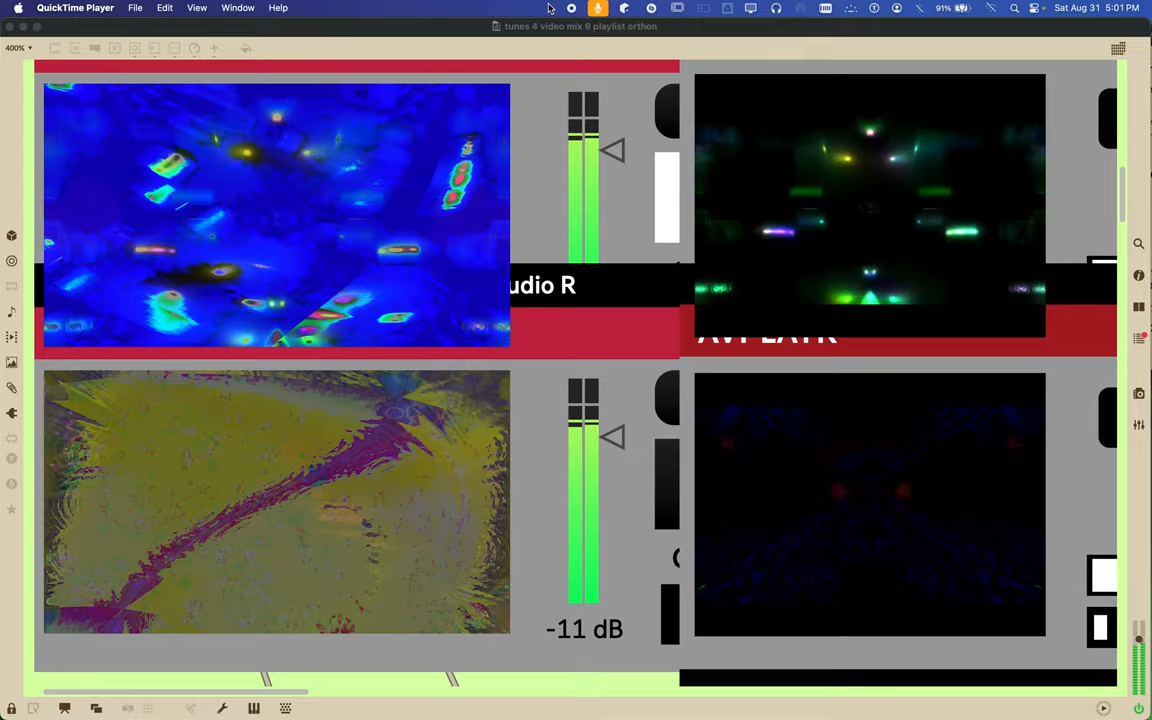 QuickTime Player File Edit View Window Help 91% Sat Aug 31 5:01 PM
tunes 4 video mix 6 playlist orthon
400%
udio R
-11 dB